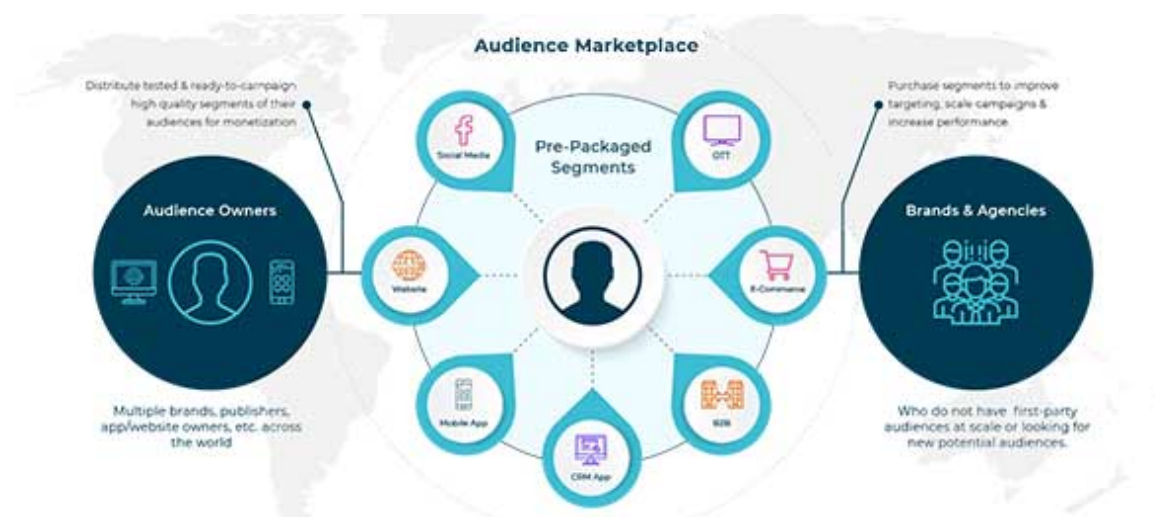 Audience Marketplace
Distribute tested & ready-to-campaign
high quality segments of their
audiences for monetization
Purchase segments to improve
targeting, scale campaigns &
increase performance.
Pre-Packaged
Segments
Social Media
OTT
Audience Owners
Website
E-Commerce
Brands & Agencies
Mobile App
B2B
CRM App
Multiple brands, publishers,
app/website owners, etc. across
the world
Who do not have first-party
audiences at scale or looking for
new potential audiences.